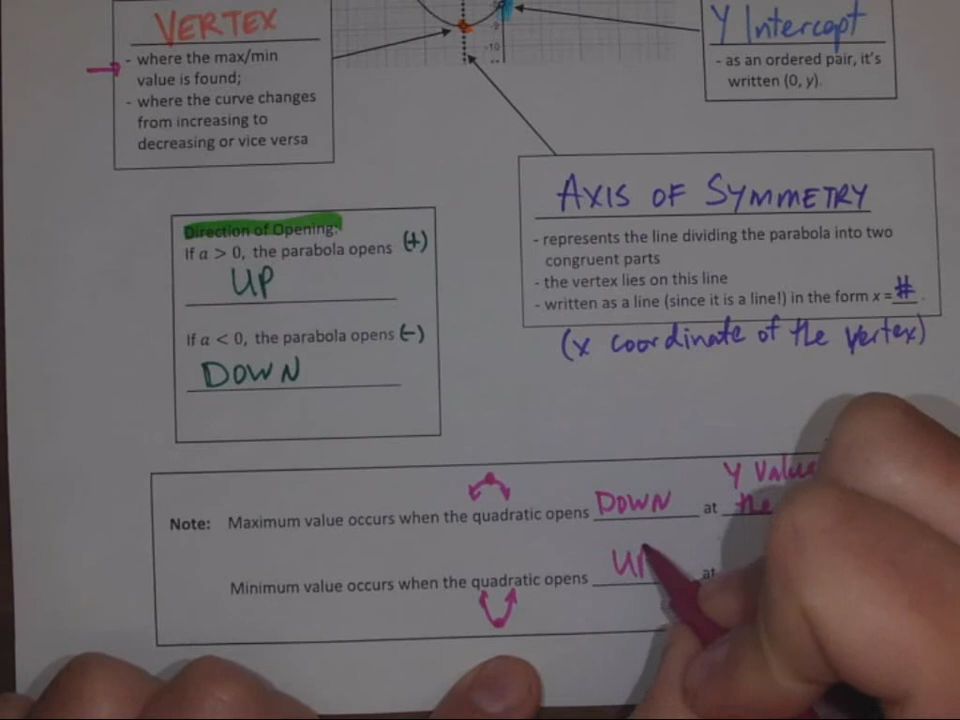 VERTEX
- where the max/min
value is found;
- where the curve changes
from increasing to
decreasing or vice versa
-10
Y Intercept
- as an ordered pair, it's
written (0, y).
AXIS OF SYMMETRY
- represents the line dividing the parabola into two
congruent parts
- the vertex lies on this line
- written as a line (since it is a line!) in the form x = # .
(x coordinate of the vertex)
Direction of Opening:
If a > 0, the parabola opens (+)
UP
If a < 0, the parabola opens (-)
DOWN
Y Value
Note: Maximum value occurs when the quadratic opens DOWN at the
Minimum value occurs when the quadratic opens UP at